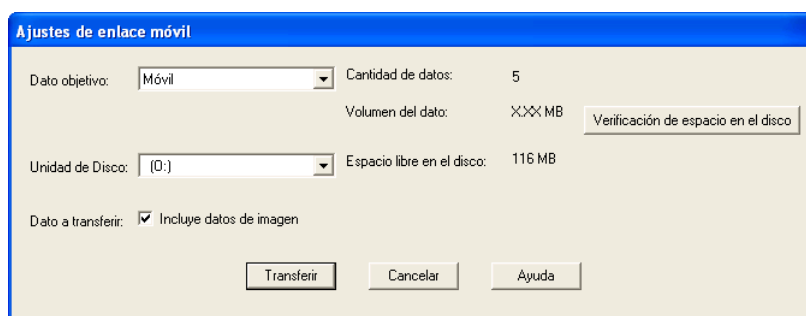 Ajustes de enlace móvil
Dato objetivo: Móvil Cantidad de datos: 5
Volumen del dato: X.XX MB Verificación de espacio en el disco
Unidad de Disco: (O:) Espacio libre en el disco: 116 MB
Dato a transferir: Incluye datos de imagen
Transferir Cancelar Ayuda